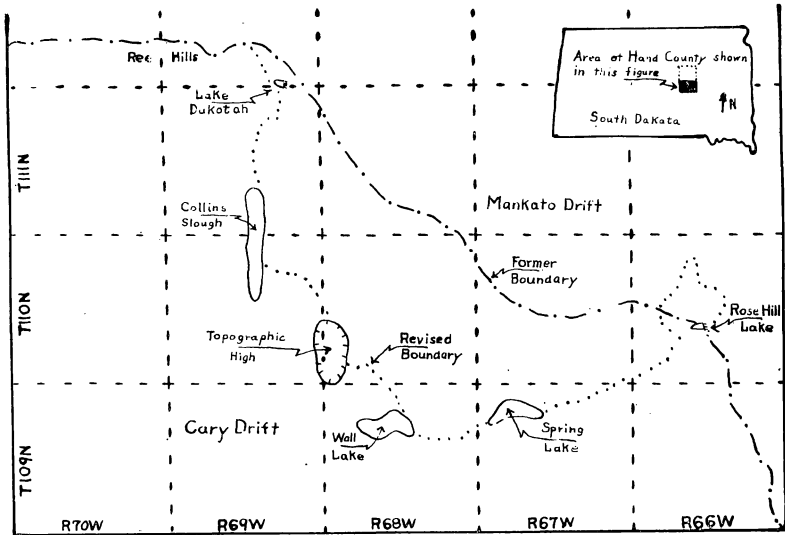 Ree Hills
Area of Hand County shown
in this figure
N
South Dakata
Lake
Dukotah
T111N
Mankato Drift
Collins
Slough
Former
Boundary
T110N
Rose Hill
Lake
Topographic
High
Revised
Boundary
Cary Drift
Wall
Lake
Spring
Lake
T109N
R70W R69W R68W R67W R66W